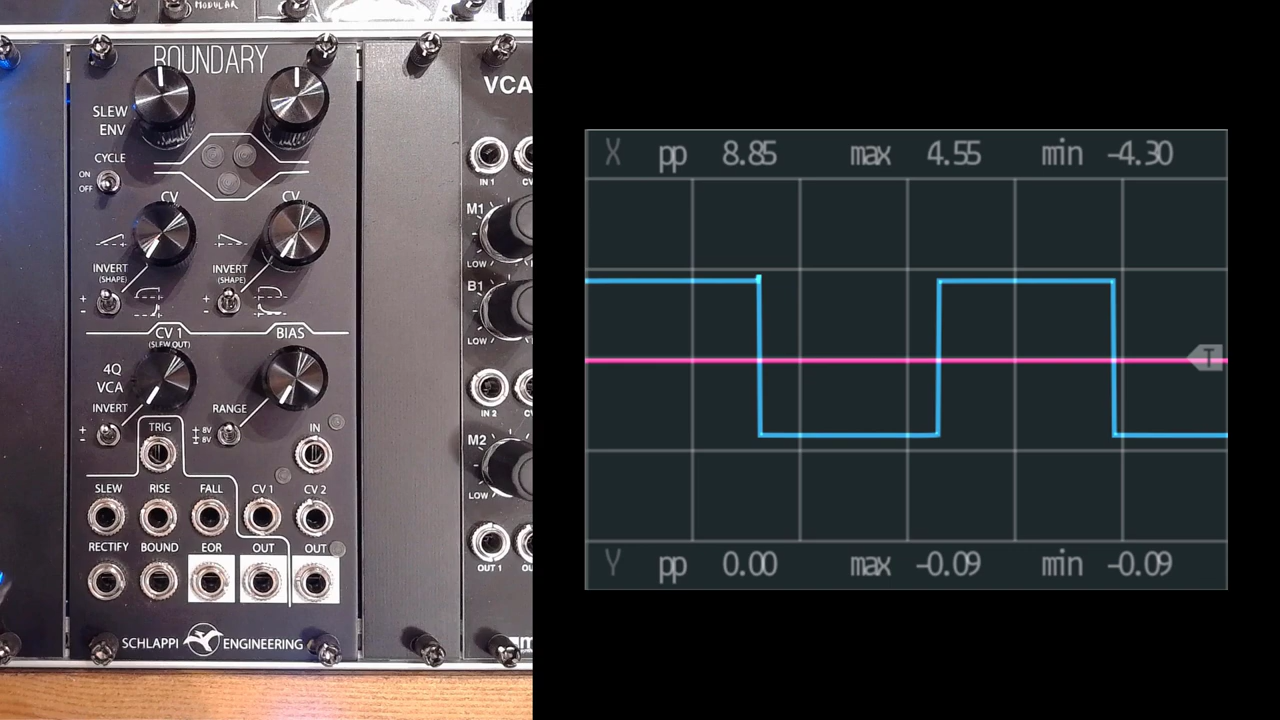 MODULAR
BOUNDARY
SLEW
ENV
CYCLE
ON
OFF
CV
CV
INVERT
(SHAPE)
+
-
INVERT
(SHAPE)
+
-
CV 1
(SLEW OUT)
BIAS
4Q
VCA
INVERT
+
-
RANGE
+ 8V
± 8V
TRIG
IN
SLEW
RISE
FALL
CV 1
CV 2
RECTIFY
BOUND
EOR
OUT
OUT
SCHLAPPI
ENGINEERING
VCA
IN 1
M1
LOW
B1
LOW
IN 2
M2
LOW
OUT 1
X pp 8.85 max 4.55 min -4.30
T
Y pp 0.00 max -0.09 min -0.09